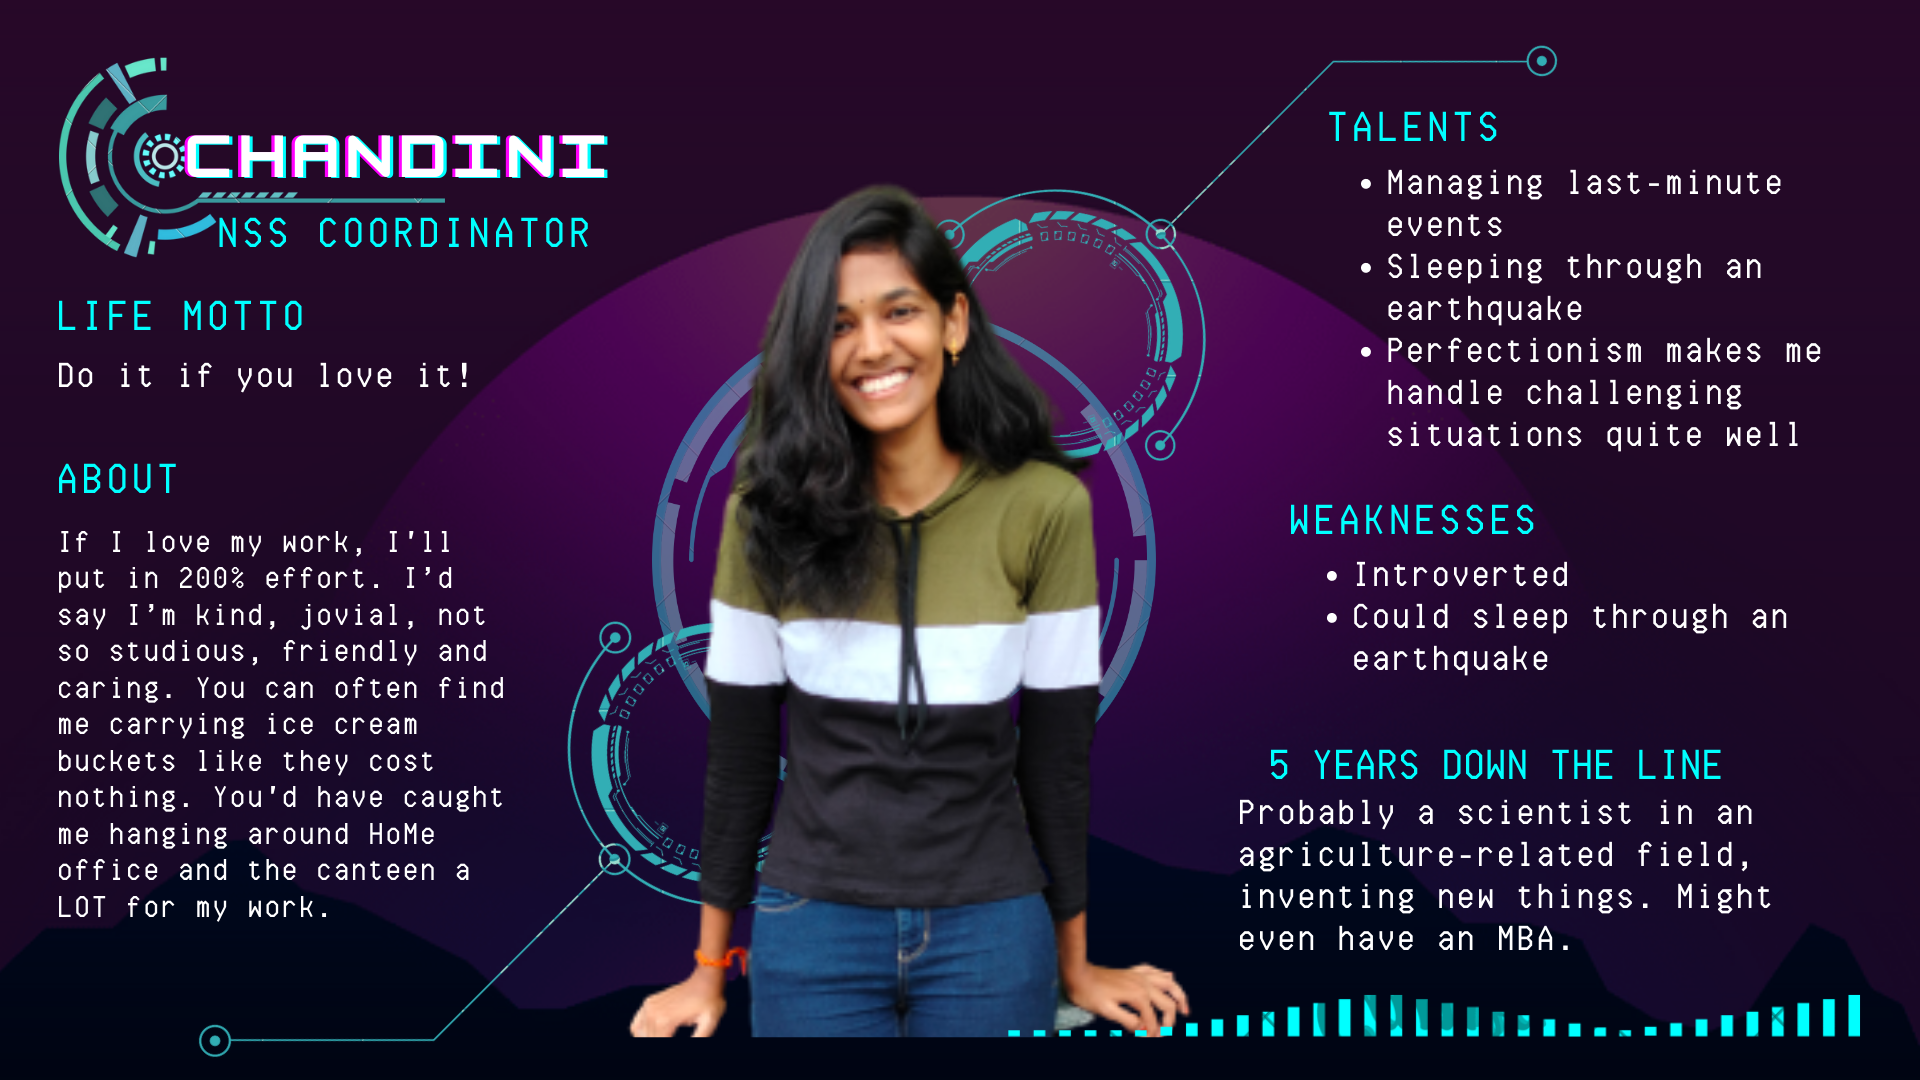 CHANDINI
NSS COORDINATOR
LIFE MOTTO
Do it if you love it!
ABOUT
If I love my work, I'll
put in 200% effort. I’d
say I’m kind, jovial, not
so studious, friendly and
caring. You can often find
me carrying ice cream
buckets like they cost
nothing. You'd have caught
me hanging around HoMe
office and the canteen a
LOT for my work.
TALENTS
• Managing last-minute
events
• Sleeping through an
earthquake
• Perfectionism makes me
handle challenging
situations quite well
WEAKNESSES
• Introverted
• Could sleep through an
earthquake
5 YEARS DOWN THE LINE
Probably a scientist in an
agriculture-related field,
inventing new things. Might
even have an MBA.